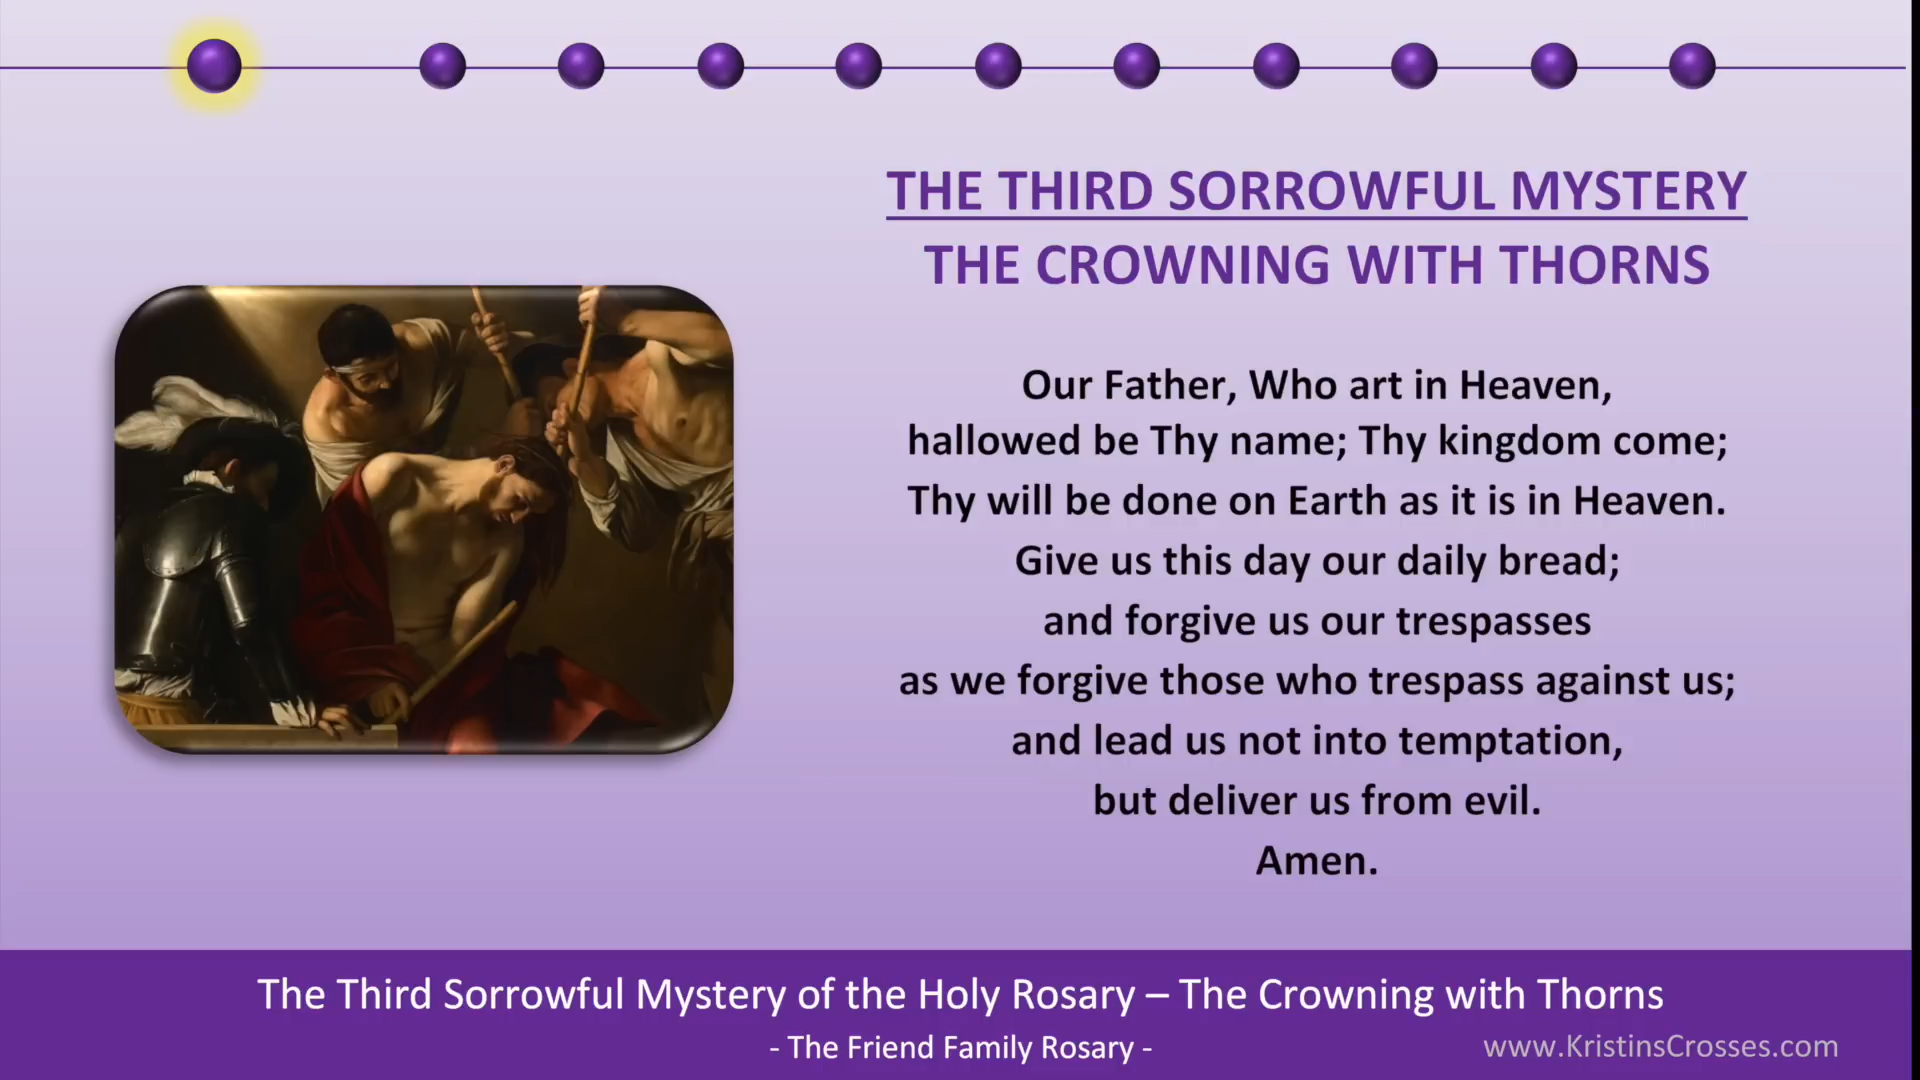 THE THIRD SORROWFUL MYSTERY
THE CROWNING WITH THORNS
Our Father, Who art in Heaven,
hallowed be Thy name; Thy kingdom come;
Thy will be done on Earth as it is in Heaven.
Give us this day our daily bread;
and forgive us our trespasses
as we forgive those who trespass against us;
and lead us not into temptation,
but deliver us from evil.
Amen.
The Third Sorrowful Mystery of the Holy Rosary – The Crowning with Thorns
- The Friend Family Rosary -
www.KristinsCrosses.com